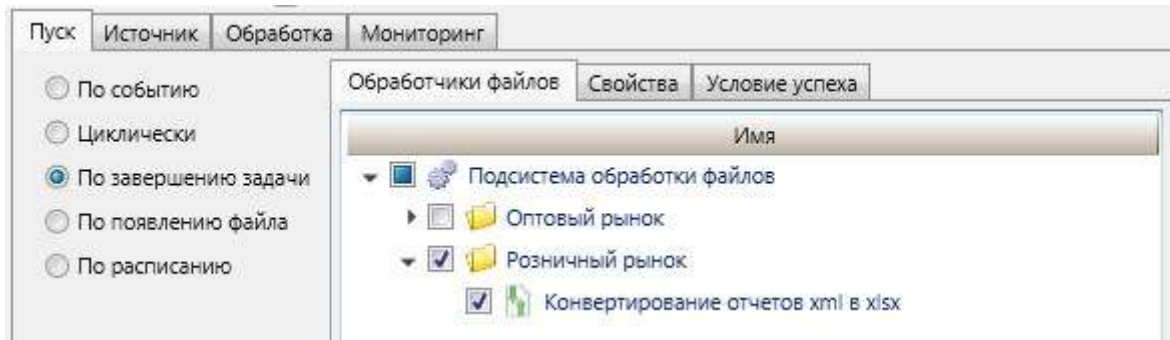 Пуск Источник Обработка Мониторинг
По событию
Циклически
По завершению задачи
По появлению файла
По расписанию
Обработчики файлов Свойства Условие успеха
Имя
Подсистема обработки файлов
Оптовый рынок
Розничный рынок
Конвертирование отчетов xml в xlsx